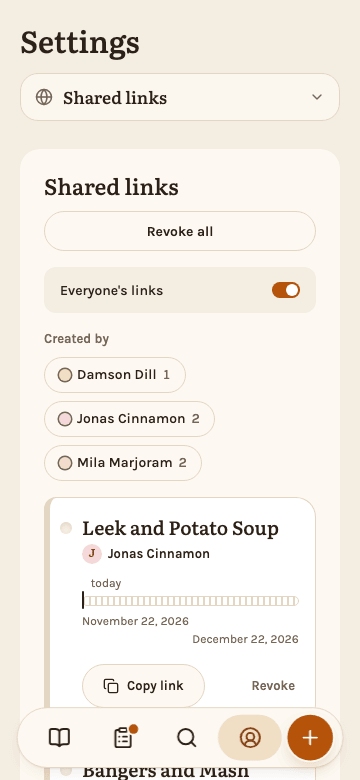 Settings
Shared links
Shared links
Revoke all
Everyone's links
Created by
Damson Dill 1
Jonas Cinnamon 2
Mila Marjoram 2
Leek and Potato Soup
J Jonas Cinnamon
today
November 22, 2026
December 22, 2026
Copy link Revoke
Bangers and Mash